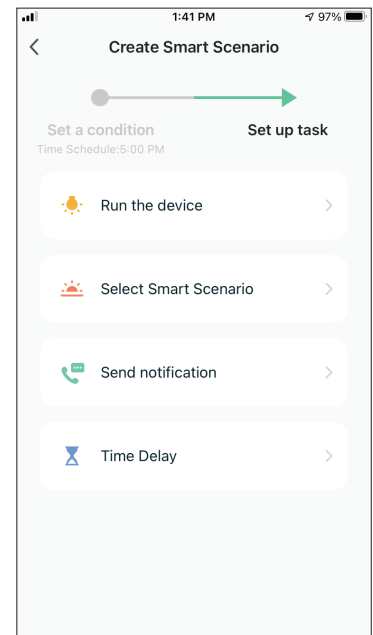 1:41 PM
97%
Create Smart Scenario
Set a condition
Set up task
Time Schedule:5:00 PM
Run the device
Select Smart Scenario
Send notification
Time Delay